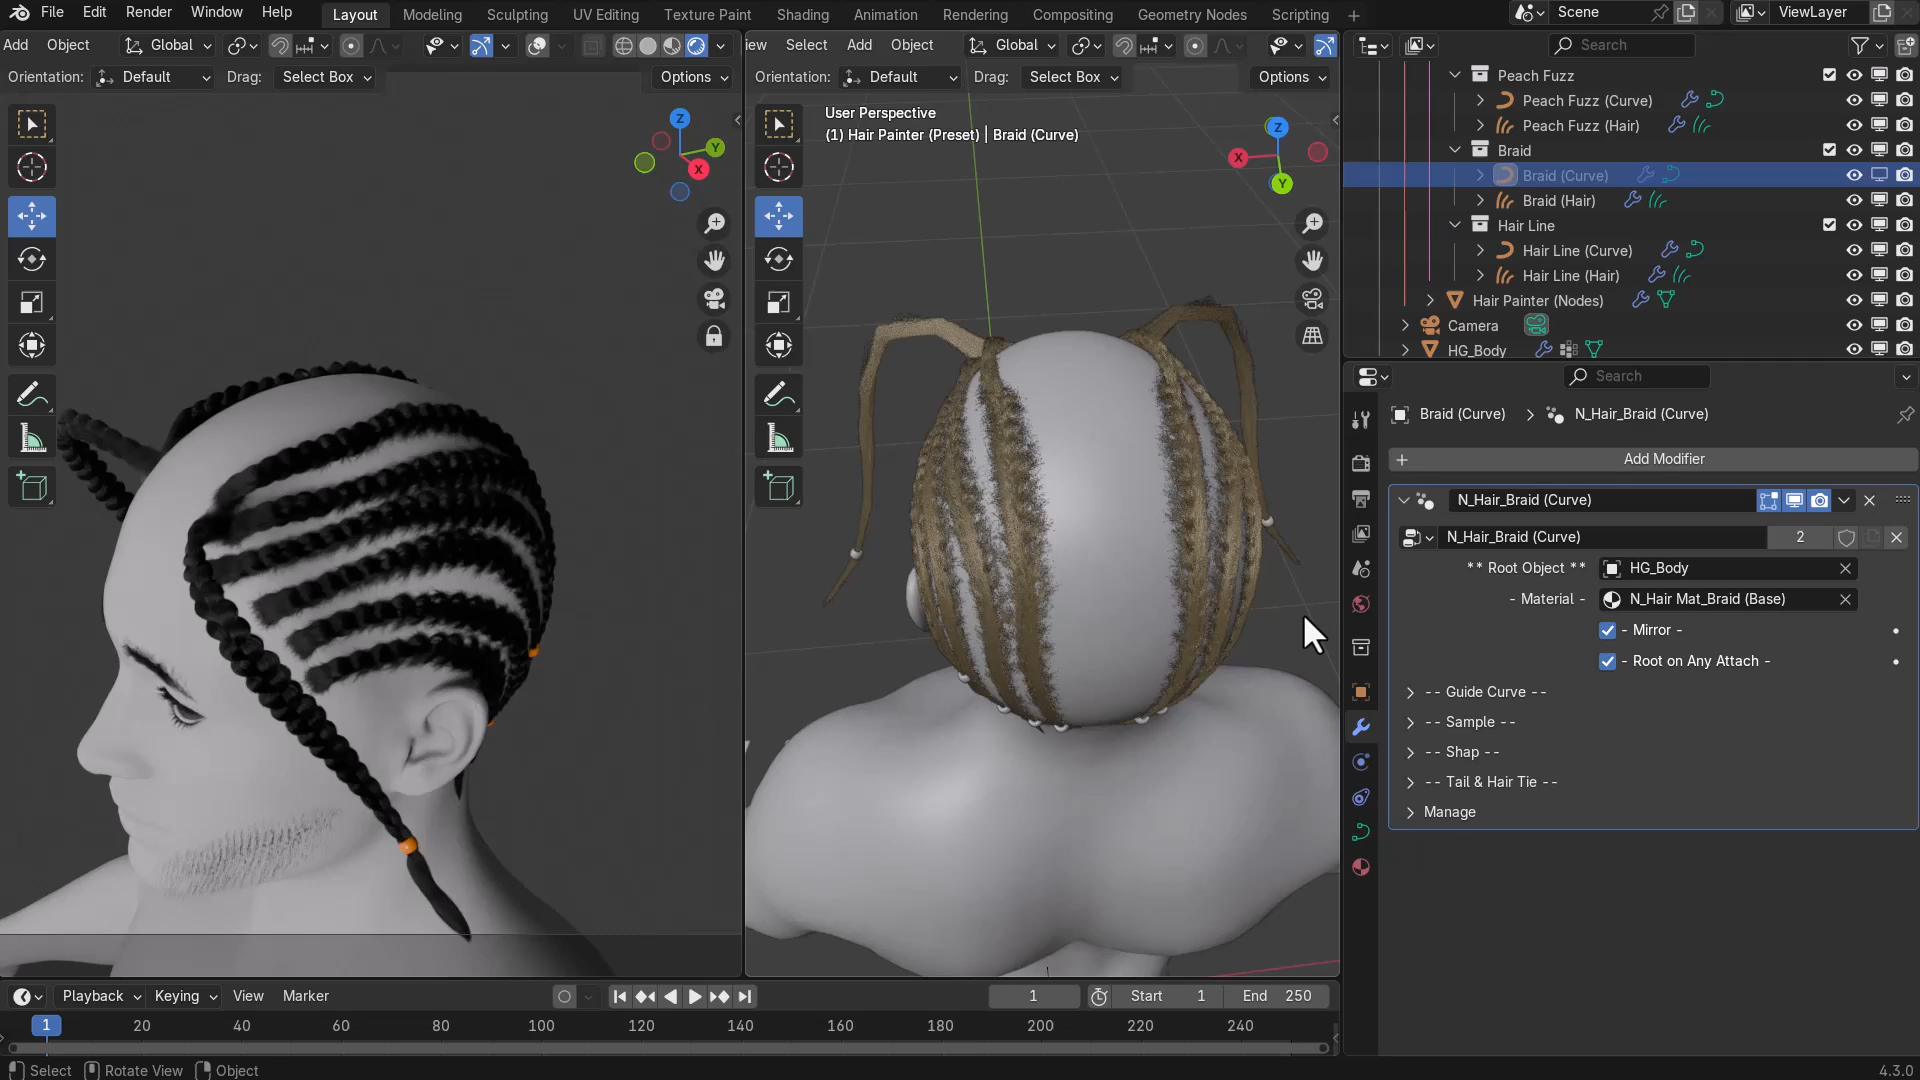 File Edit Render Window Help Layout Modeling Sculpting UV Editing Texture Paint Shading Animation Rendering Compositing Geometry Nodes Scripting Scene ViewLayer
Add Object Global iew Select Add Object Global Search
Orientation: Default Drag: Select Box Options Orientation: Default Drag: Select Box Options
User Perspective
(1) Hair Painter (Preset) | Braid (Curve)
Z Y X
Z X Y
Peach Fuzz
Peach Fuzz (Curve)
Peach Fuzz (Hair)
Braid
Braid (Curve)
Braid (Hair)
Hair Line
Hair Line (Curve)
Hair Line (Hair)
Hair Painter (Nodes)
Camera
HG_Body
Search
Braid (Curve) N_Hair_Braid (Curve)
Add Modifier
N_Hair_Braid (Curve)
N_Hair_Braid (Curve) 2
** Root Object ** HG_Body
- Material - N_Hair Mat_Braid (Base)
- Mirror -
- Root on Any Attach -
-- Guide Curve --
-- Sample --
-- Shap --
-- Tail & Hair Tie --
Manage
Playback Keying View Marker 1 Start 1 End 250
1 20 40 60 80 100 120 140 160 180 200 220 240
Select Rotate View Object 4.3.0